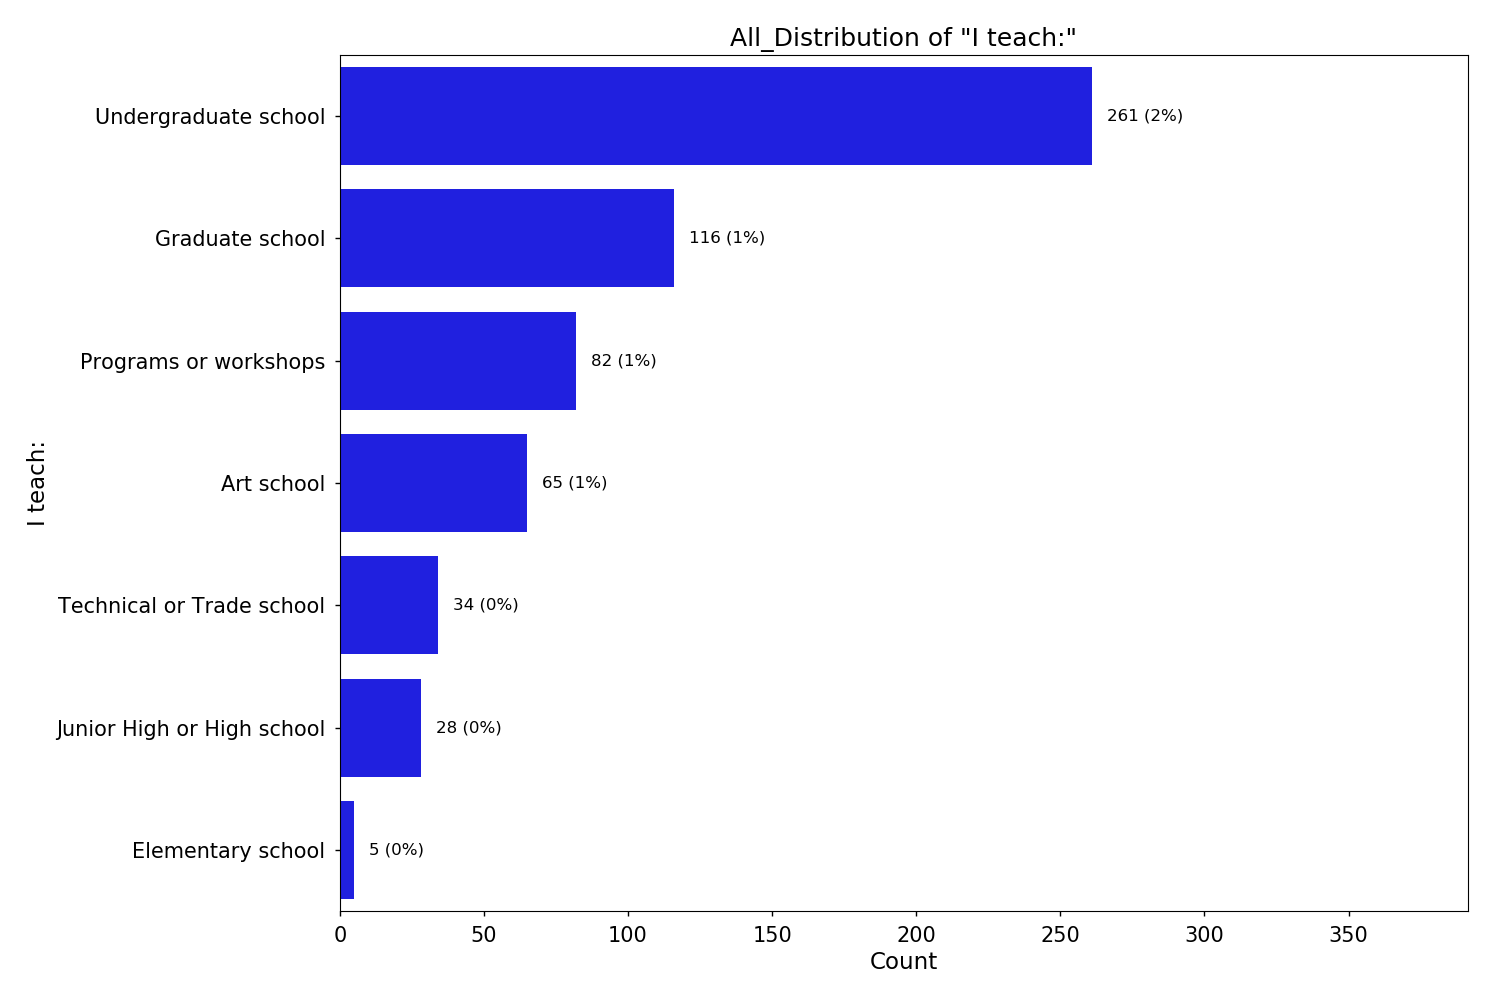 All_Distribution of "I teach:"
I teach:
Undergraduate school
261 (2%)
Graduate school
116 (1%)
Programs or workshops
82 (1%)
Art school
65 (1%)
Technical or Trade school
34 (0%)
Junior High or High school
28 (0%)
Elementary school
5 (0%)
0 50 100 150 200 250 300 350
Count